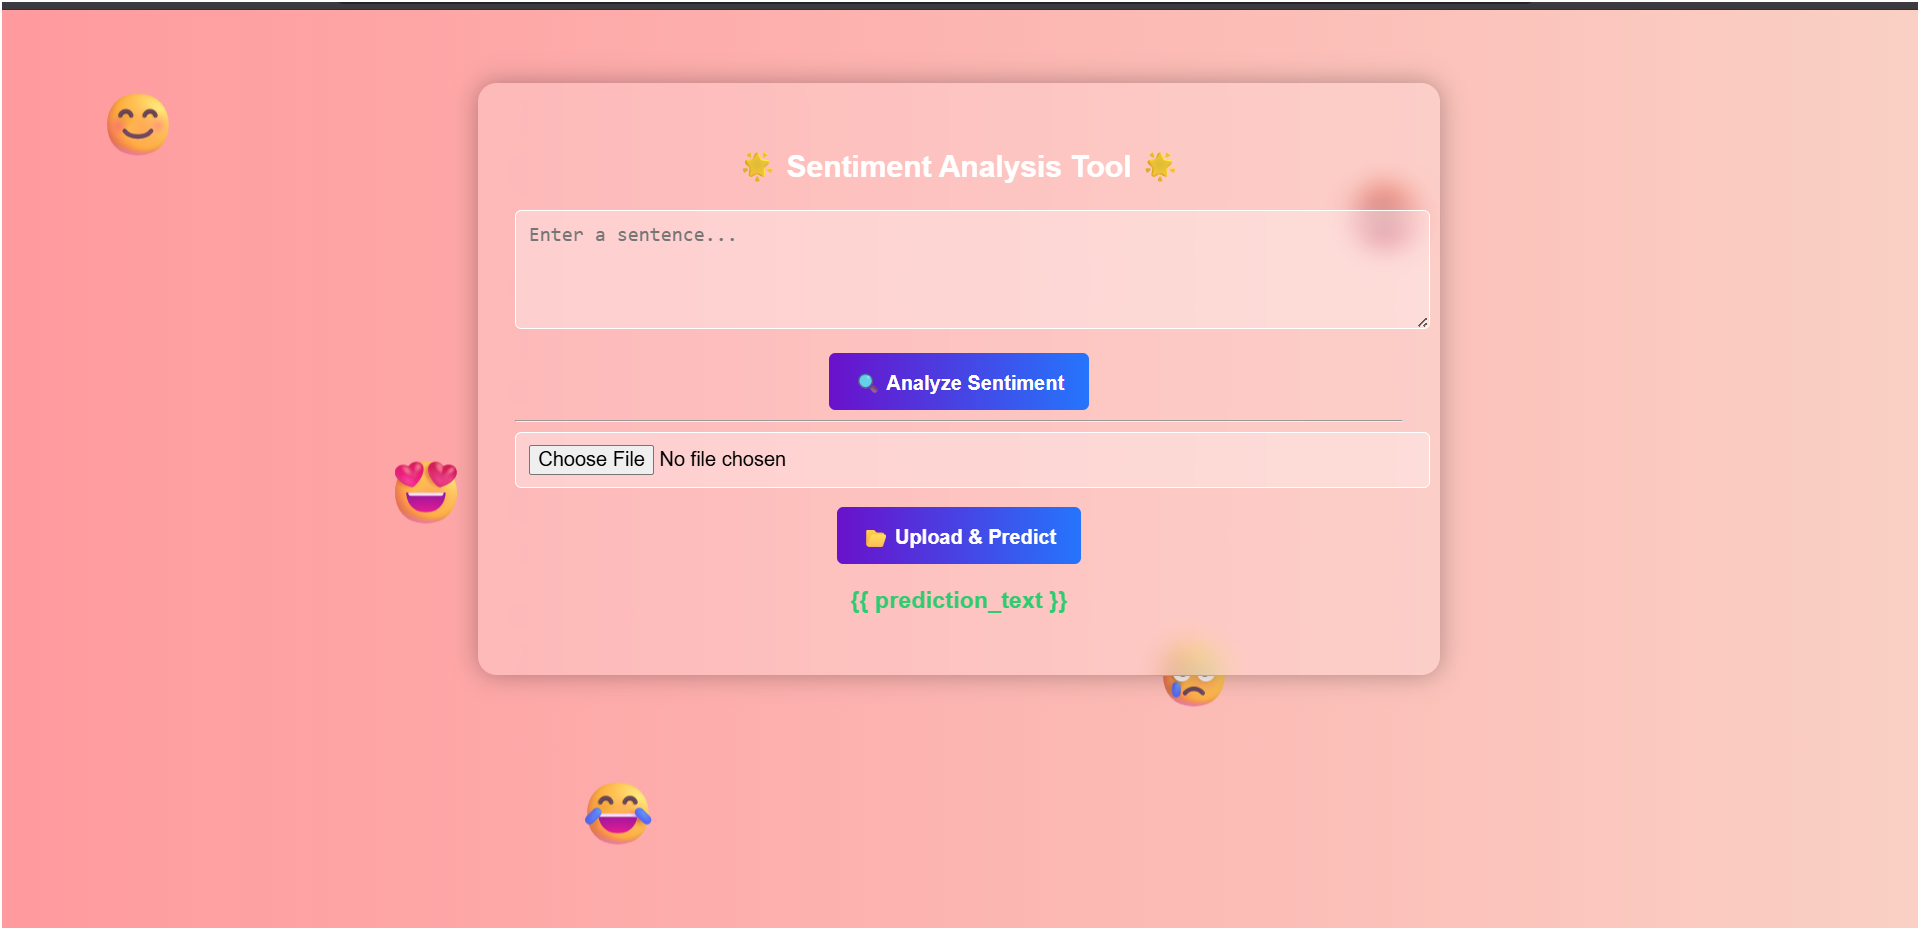 Sentiment Analysis Tool
Enter a sentence...
Analyze Sentiment
Choose File No file chosen
Upload & Predict
{{ prediction_text }}